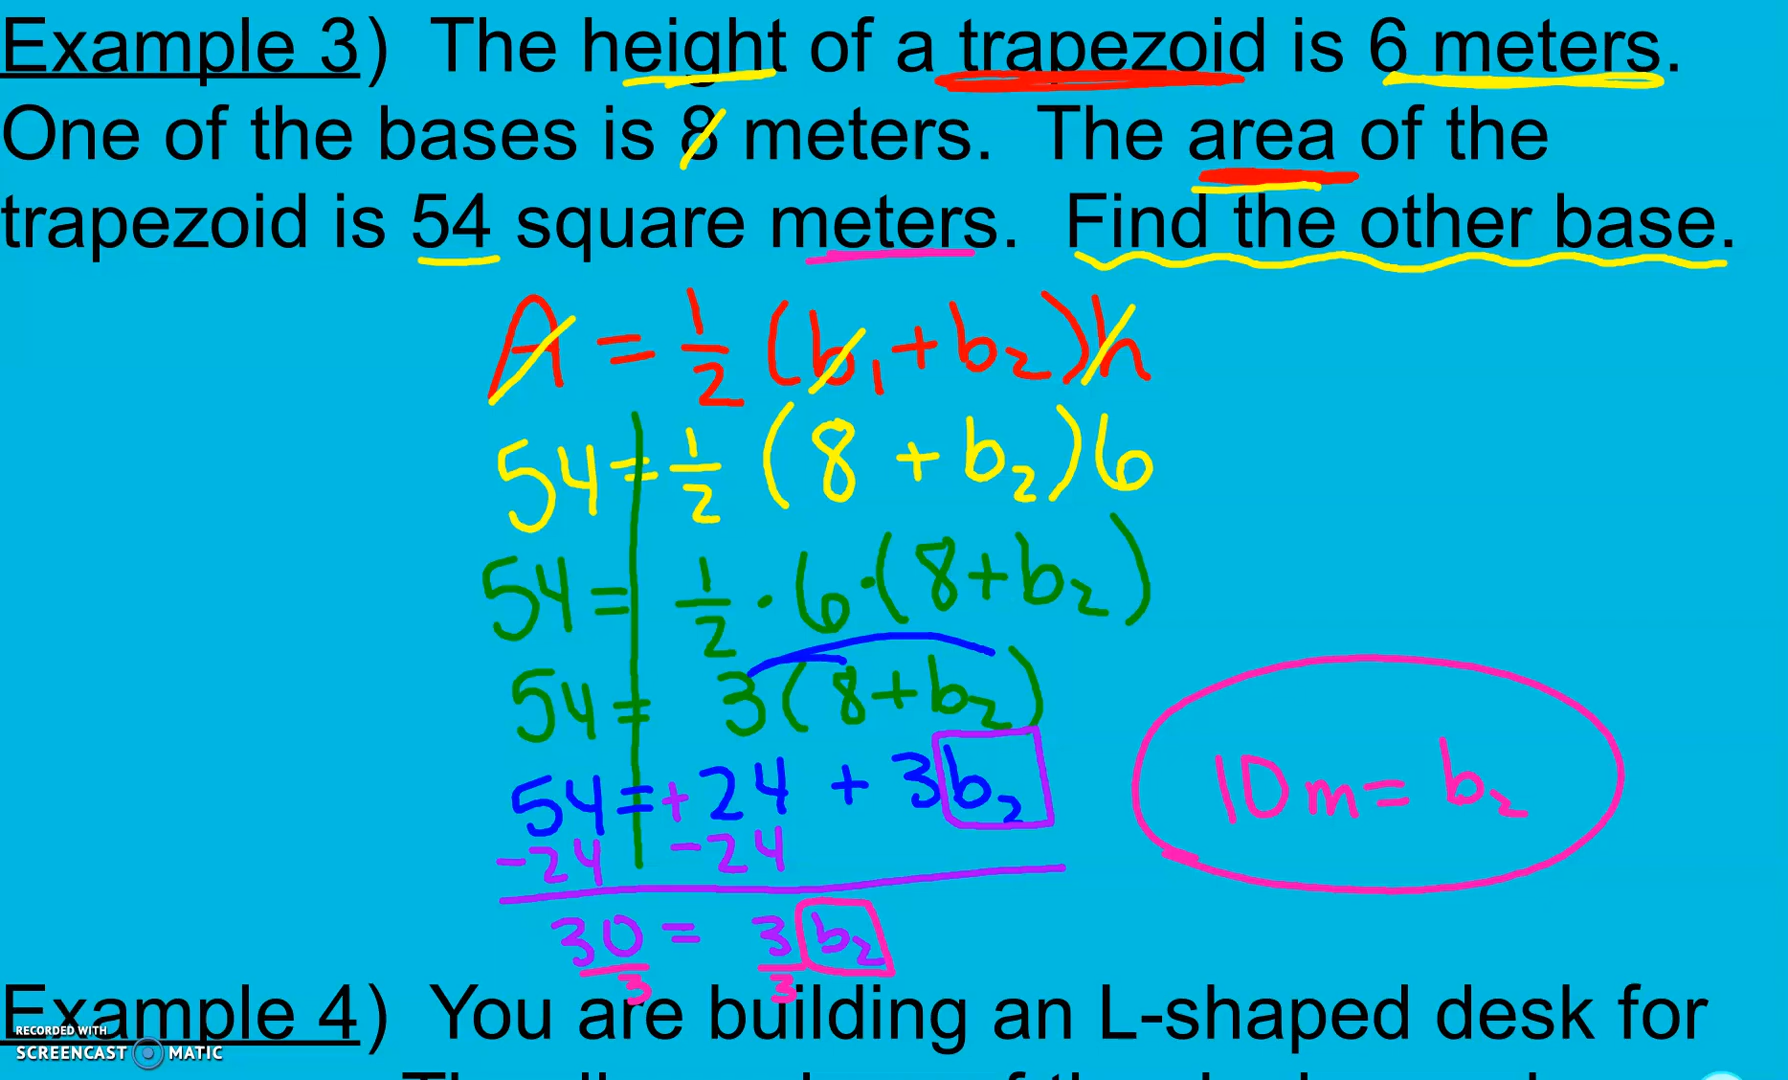 Example 3)  The height of a trapezoid is 6 meters.
One of the bases is 8 meters.  The area of the
trapezoid is 54 square meters.  Find the other base.
A = 1/2 (b₁ + b₂)h
54 = 1/2 (8 + b₂)6
54 = 1/2 · 6 · (8 + b₂)
54 = 3(8 + b₂)
54 = +24 + 3b₂
-24 -24
10m = b₂
30 = 3b₂
3 3
Example 4)  You are building an L-shaped desk for
RECORDED WITH
SCREENCAST MATIC